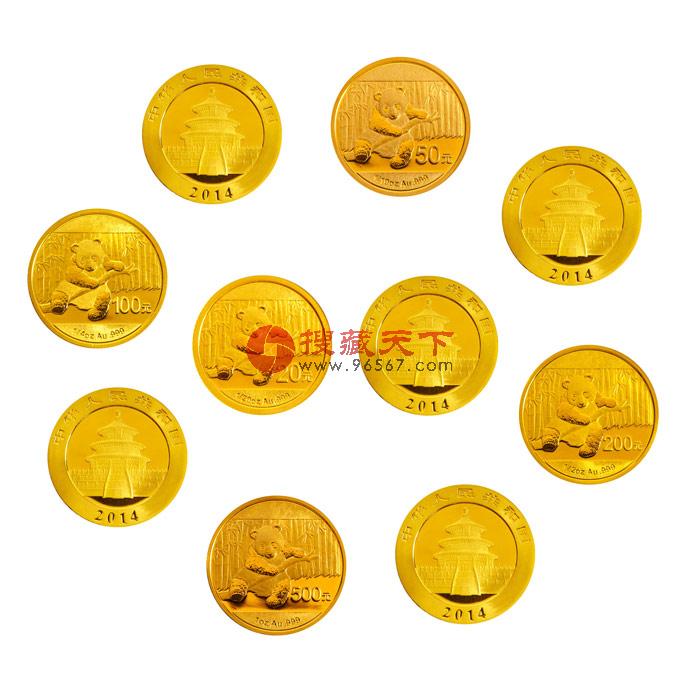 中华人民共和国
2014
50元
1/10oz Au.999
中华人民共和国
2014
100元
1/4oz Au.999
20元
1/20oz Au.999
中华人民共和国
2014
搜藏天下
www.96567.com
200元
1/2oz Au.999
中华人民共和国
2014
500元
1oz Au.999
中华人民共和国
2014